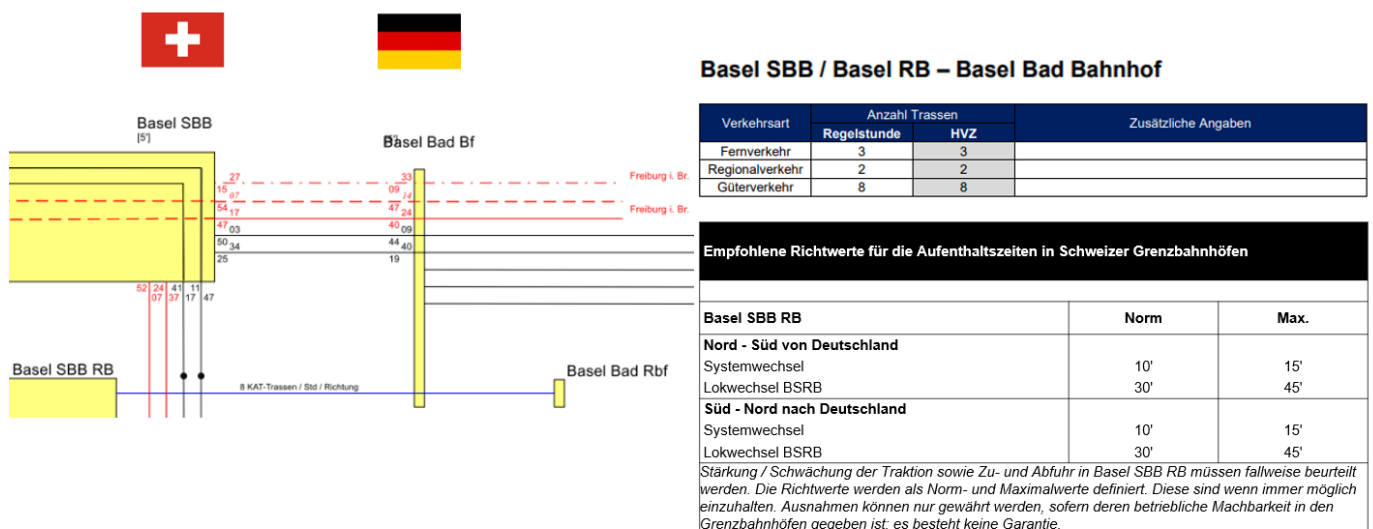 Basel SBB
[5']
Basel Bad Bf
27
15
07
54
17
47 03
50 34
25
33
09
14
47
24
40 09
44 40
19
Freiburg i. Br.
Freiburg i. Br.
52 24 41 11
07 37 17 47
Basel SBB RB
8 KAT-Trassen / Std / Richtung
Basel Bad Rbf
Basel SBB / Basel RB – Basel Bad Bahnhof
Verkehrsart Anzahl Trassen Zusätzliche Angaben
Regelstunde HVZ
Fernverkehr 3 3
Regionalverkehr 2 2
Güterverkehr 8 8
Empfohlene Richtwerte für die Aufenthaltszeiten in Schweizer Grenzbahnhöfen
Basel SBB RB Norm Max.
Nord - Süd von Deutschland
Systemwechsel 10' 15'
Lokwechsel BSRB 30' 45'
Süd - Nord nach Deutschland
Systemwechsel 10' 15'
Lokwechsel BSRB 30' 45'
Stärkung / Schwächung der Traktion sowie Zu- und Abfuhr in Basel SBB RB müssen fallweise beurteilt
werden. Die Richtwerte werden als Norm- und Maximalwerte definiert. Diese sind wenn immer möglich
einzuhalten. Ausnahmen können nur gewährt werden, sofern deren betriebliche Machbarkeit in den
Grenzbahnhöfen gegeben ist; es besteht keine Garantie.